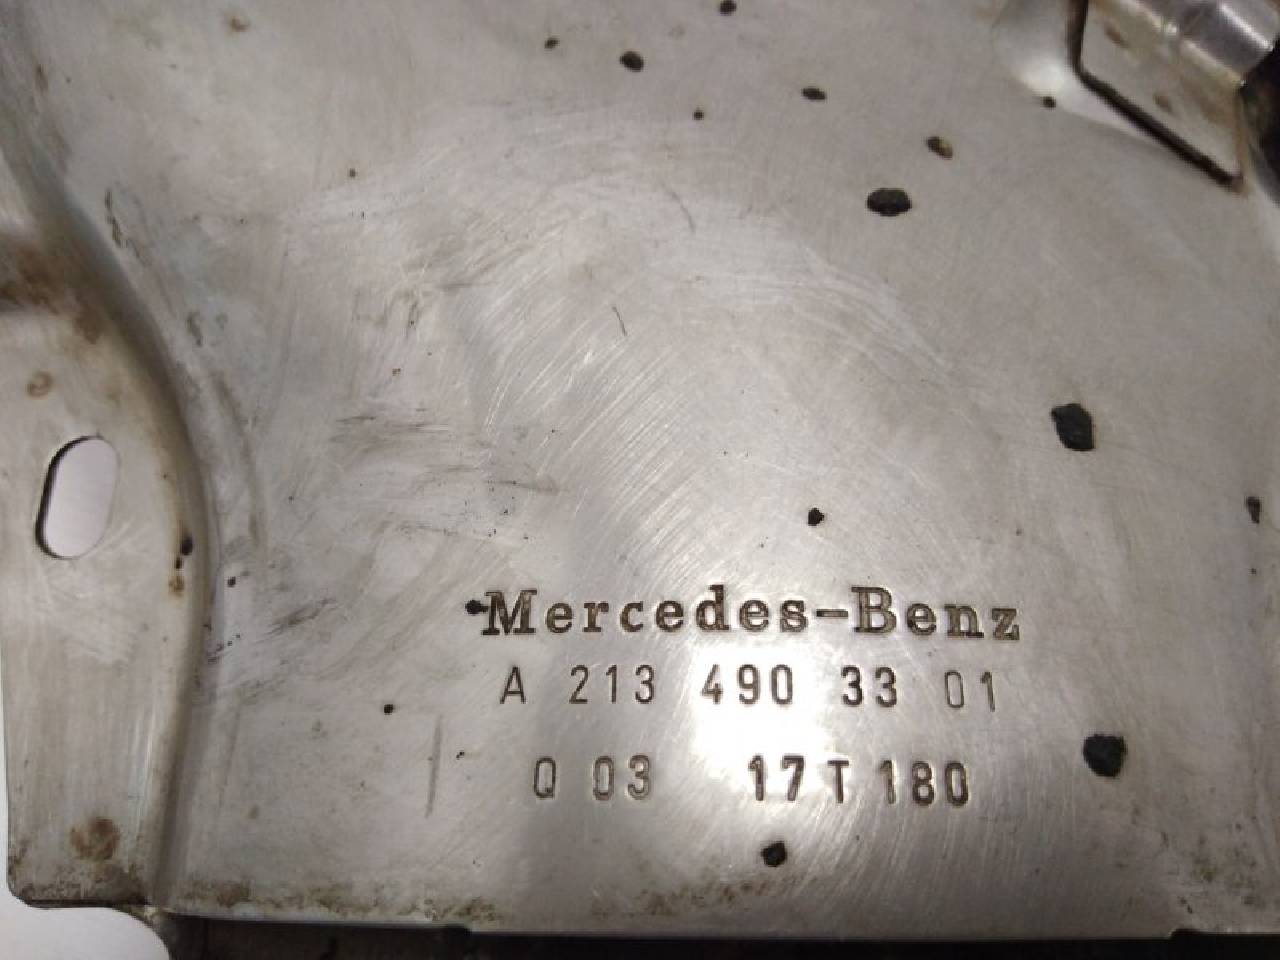 Mercedes-Benz
A 213 490 33 01
Q 03 17 T 180